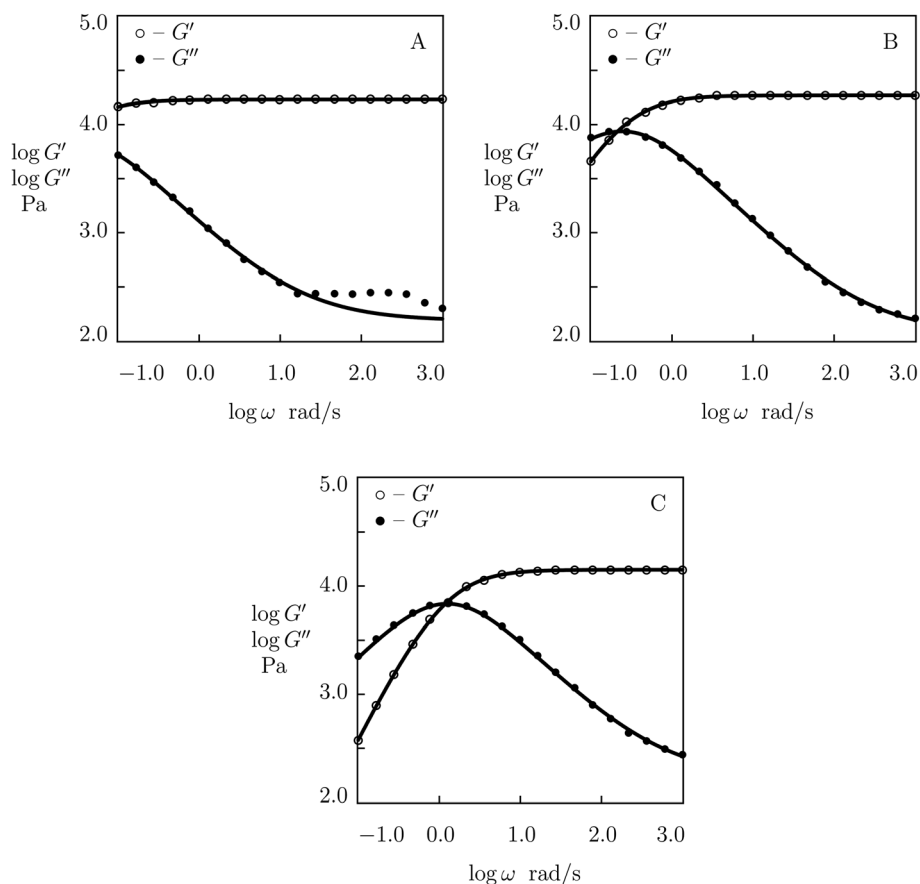 5.0
4.0
3.0
2.0
○ – G′
● – G″
A
log G′
log G″
Pa
−1.0 0.0 1.0 2.0 3.0
log ω rad/s
5.0
4.0
3.0
2.0
○ – G′
● – G″
B
log G′
log G″
Pa
−1.0 0.0 1.0 2.0 3.0
log ω rad/s
5.0
4.0
3.0
2.0
○ – G′
● – G″
C
log G′
log G″
Pa
−1.0 0.0 1.0 2.0 3.0
log ω rad/s